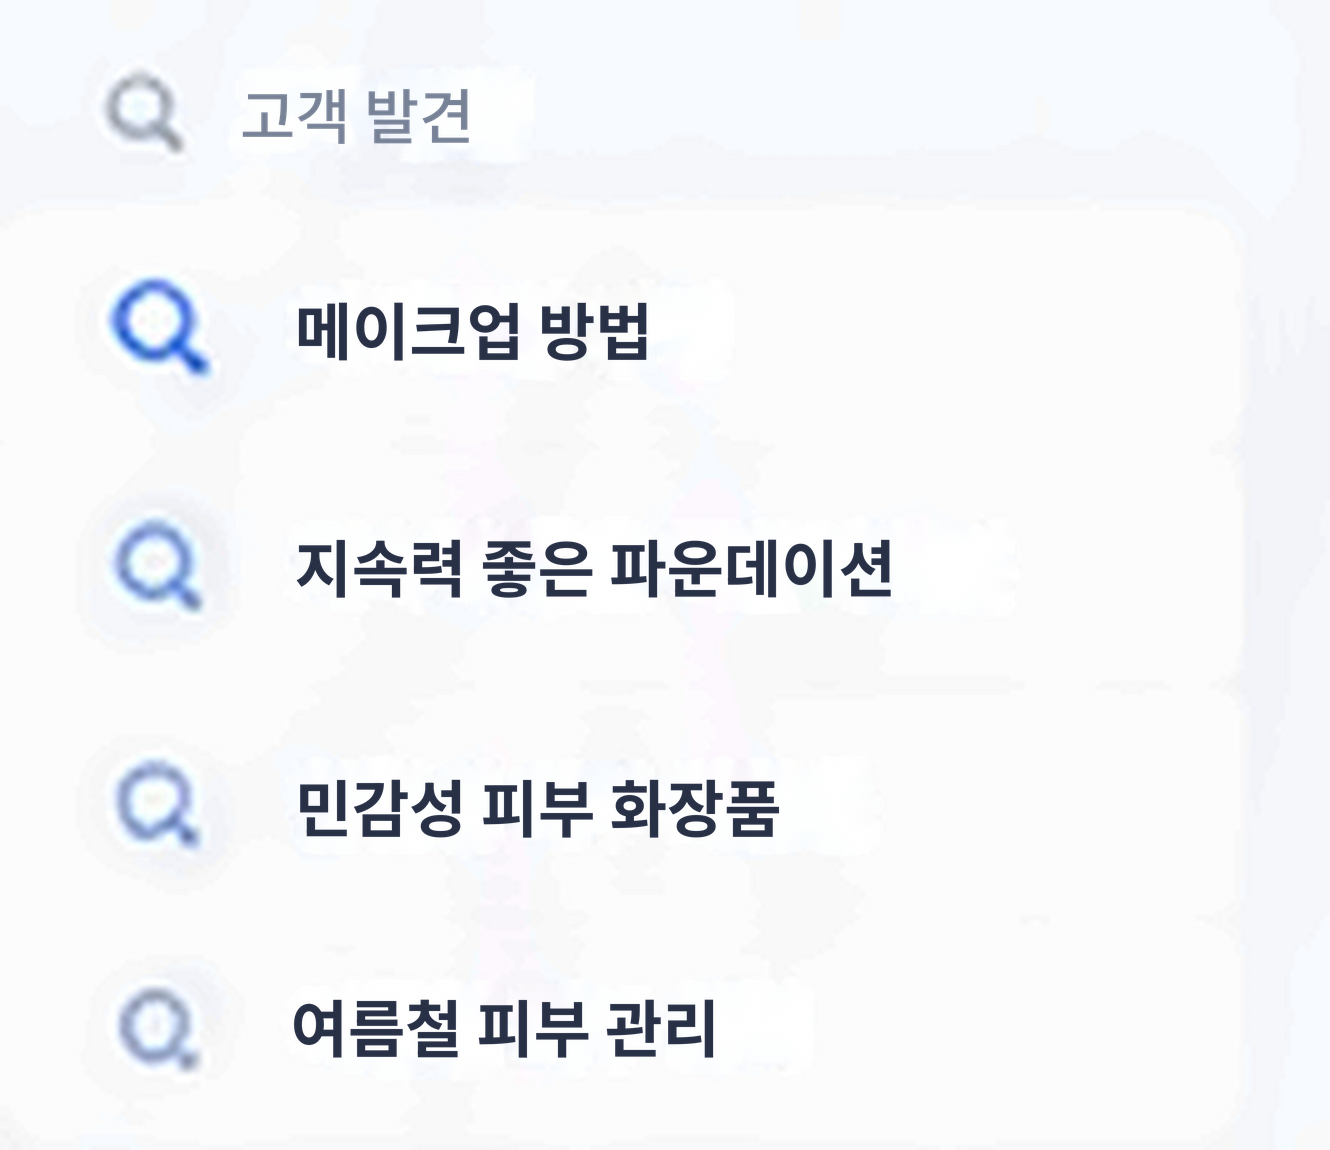 고객 발견
메이크업 방법
지속력 좋은 파운데이션
민감성 피부 화장품
여름철 피부 관리